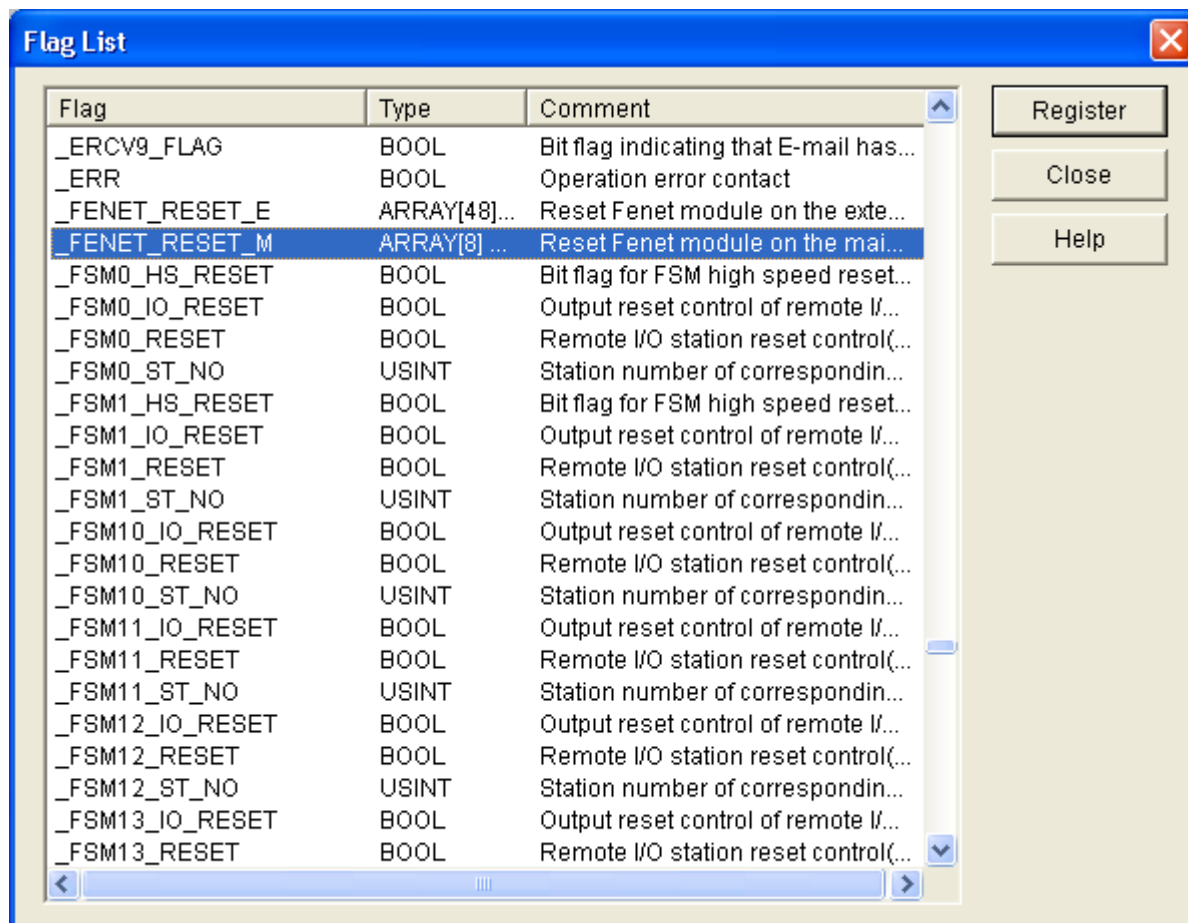 Flag List
Flag Type Comment
_ERCV9_FLAG BOOL Bit flag indicating that E-mail has...
_ERR BOOL Operation error contact
_FENET_RESET_E ARRAY[48]... Reset Fenet module on the exte...
_FENET_RESET_M ARRAY[8] ... Reset Fenet module on the mai...
_FSM0_HS_RESET BOOL Bit flag for FSM high speed reset...
_FSM0_IO_RESET BOOL Output reset control of remote I/...
_FSM0_RESET BOOL Remote I/O station reset control(...
_FSM0_ST_NO USINT Station number of correspondin...
_FSM1_HS_RESET BOOL Bit flag for FSM high speed reset...
_FSM1_IO_RESET BOOL Output reset control of remote I/...
_FSM1_RESET BOOL Remote I/O station reset control(...
_FSM1_ST_NO USINT Station number of correspondin...
_FSM10_IO_RESET BOOL Output reset control of remote I/...
_FSM10_RESET BOOL Remote I/O station reset control(...
_FSM10_ST_NO USINT Station number of correspondin...
_FSM11_IO_RESET BOOL Output reset control of remote I/...
_FSM11_RESET BOOL Remote I/O station reset control(...
_FSM11_ST_NO USINT Station number of correspondin...
_FSM12_IO_RESET BOOL Output reset control of remote I/...
_FSM12_RESET BOOL Remote I/O station reset control(...
_FSM12_ST_NO USINT Station number of correspondin...
_FSM13_IO_RESET BOOL Output reset control of remote I/...
_FSM13_RESET BOOL Remote I/O station reset control(...
Register
Close
Help